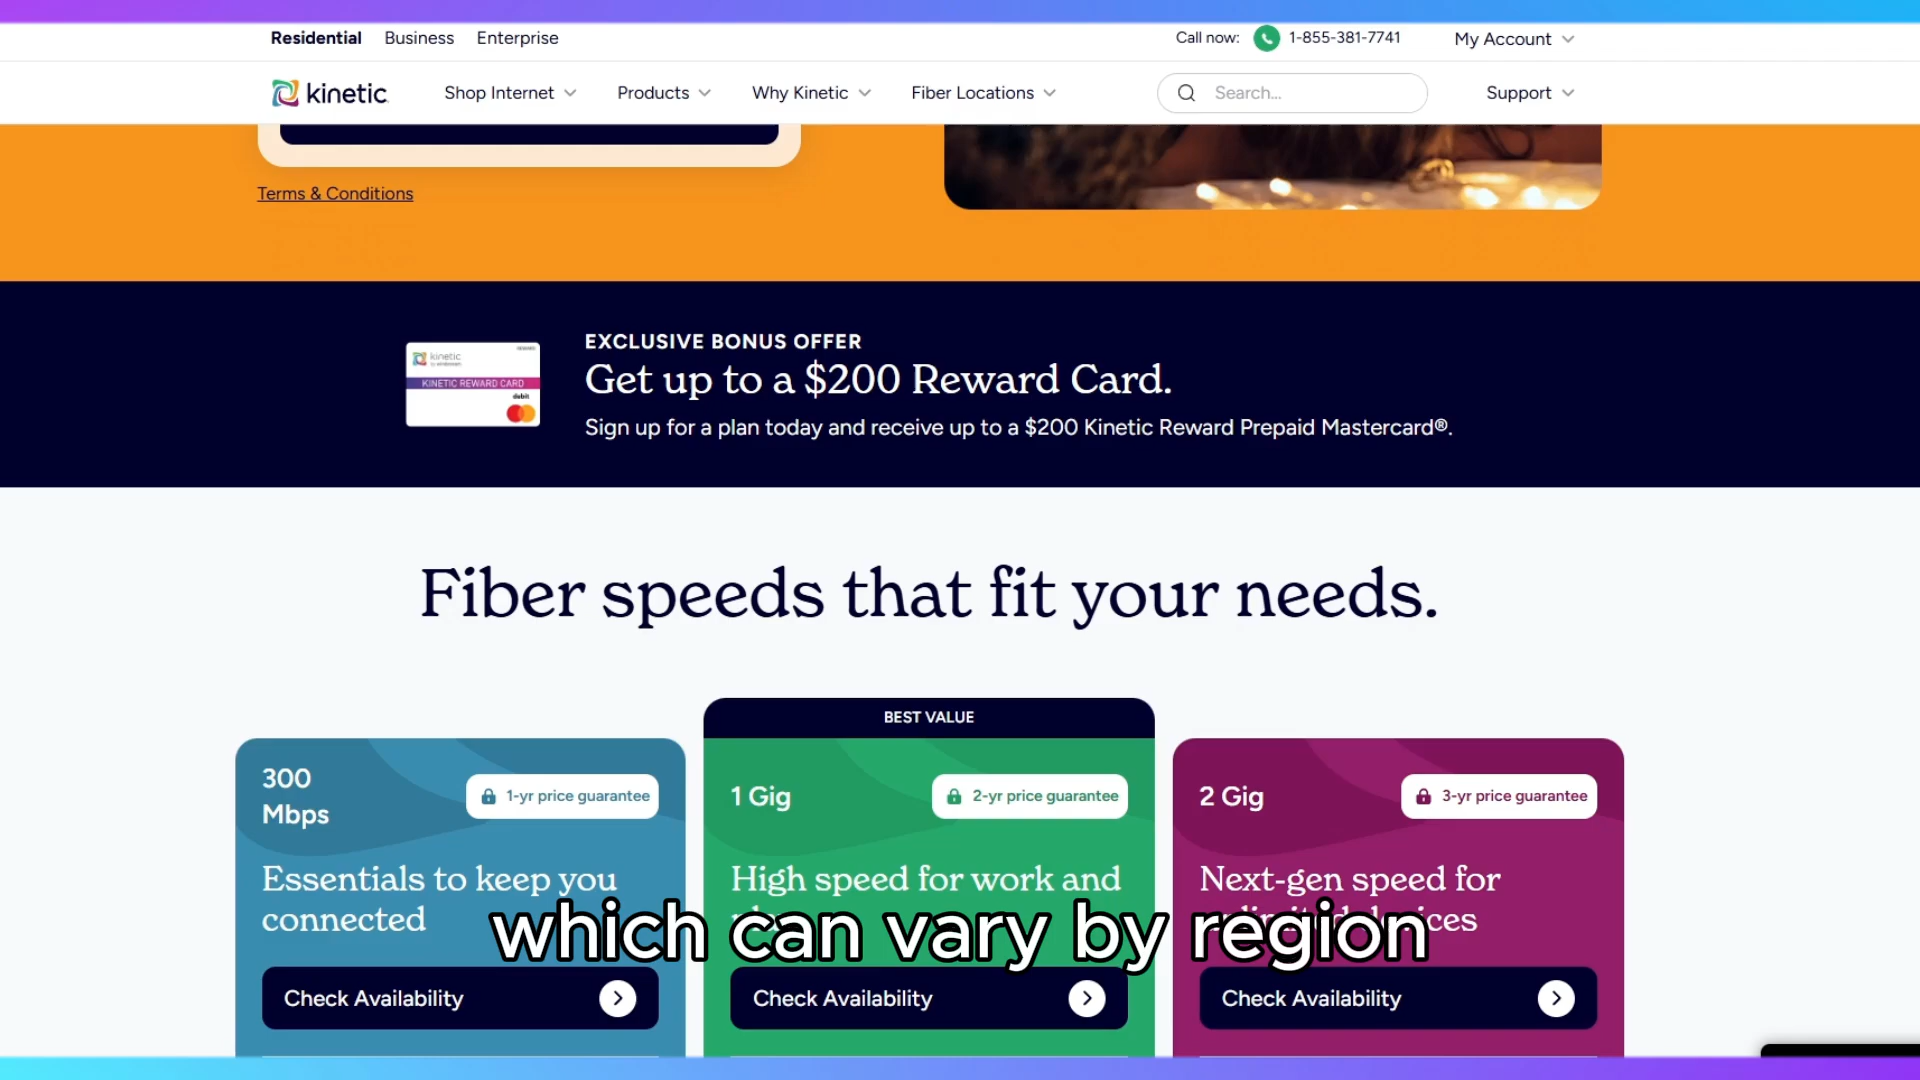 Residential Business Enterprise Call now: 1-855-381-7741 My Account
kinetic Shop Internet Products Why Kinetic Fiber Locations Search... Support
Terms & Conditions
kinetic
KINETIC REWARD CARD
debit
EXCLUSIVE BONUS OFFER
Get up to a $200 Reward Card.
Sign up for a plan today and receive up to a $200 Kinetic Reward Prepaid Mastercard®.
Fiber speeds that fit your needs.
BEST VALUE
300
Mbps
1-yr price guarantee
Essentials to keep you
connected
Check Availability
1 Gig
2-yr price guarantee
High speed for work and
Check Availability
2 Gig
3-yr price guarantee
Next-gen speed for
Check Availability
which can vary by region